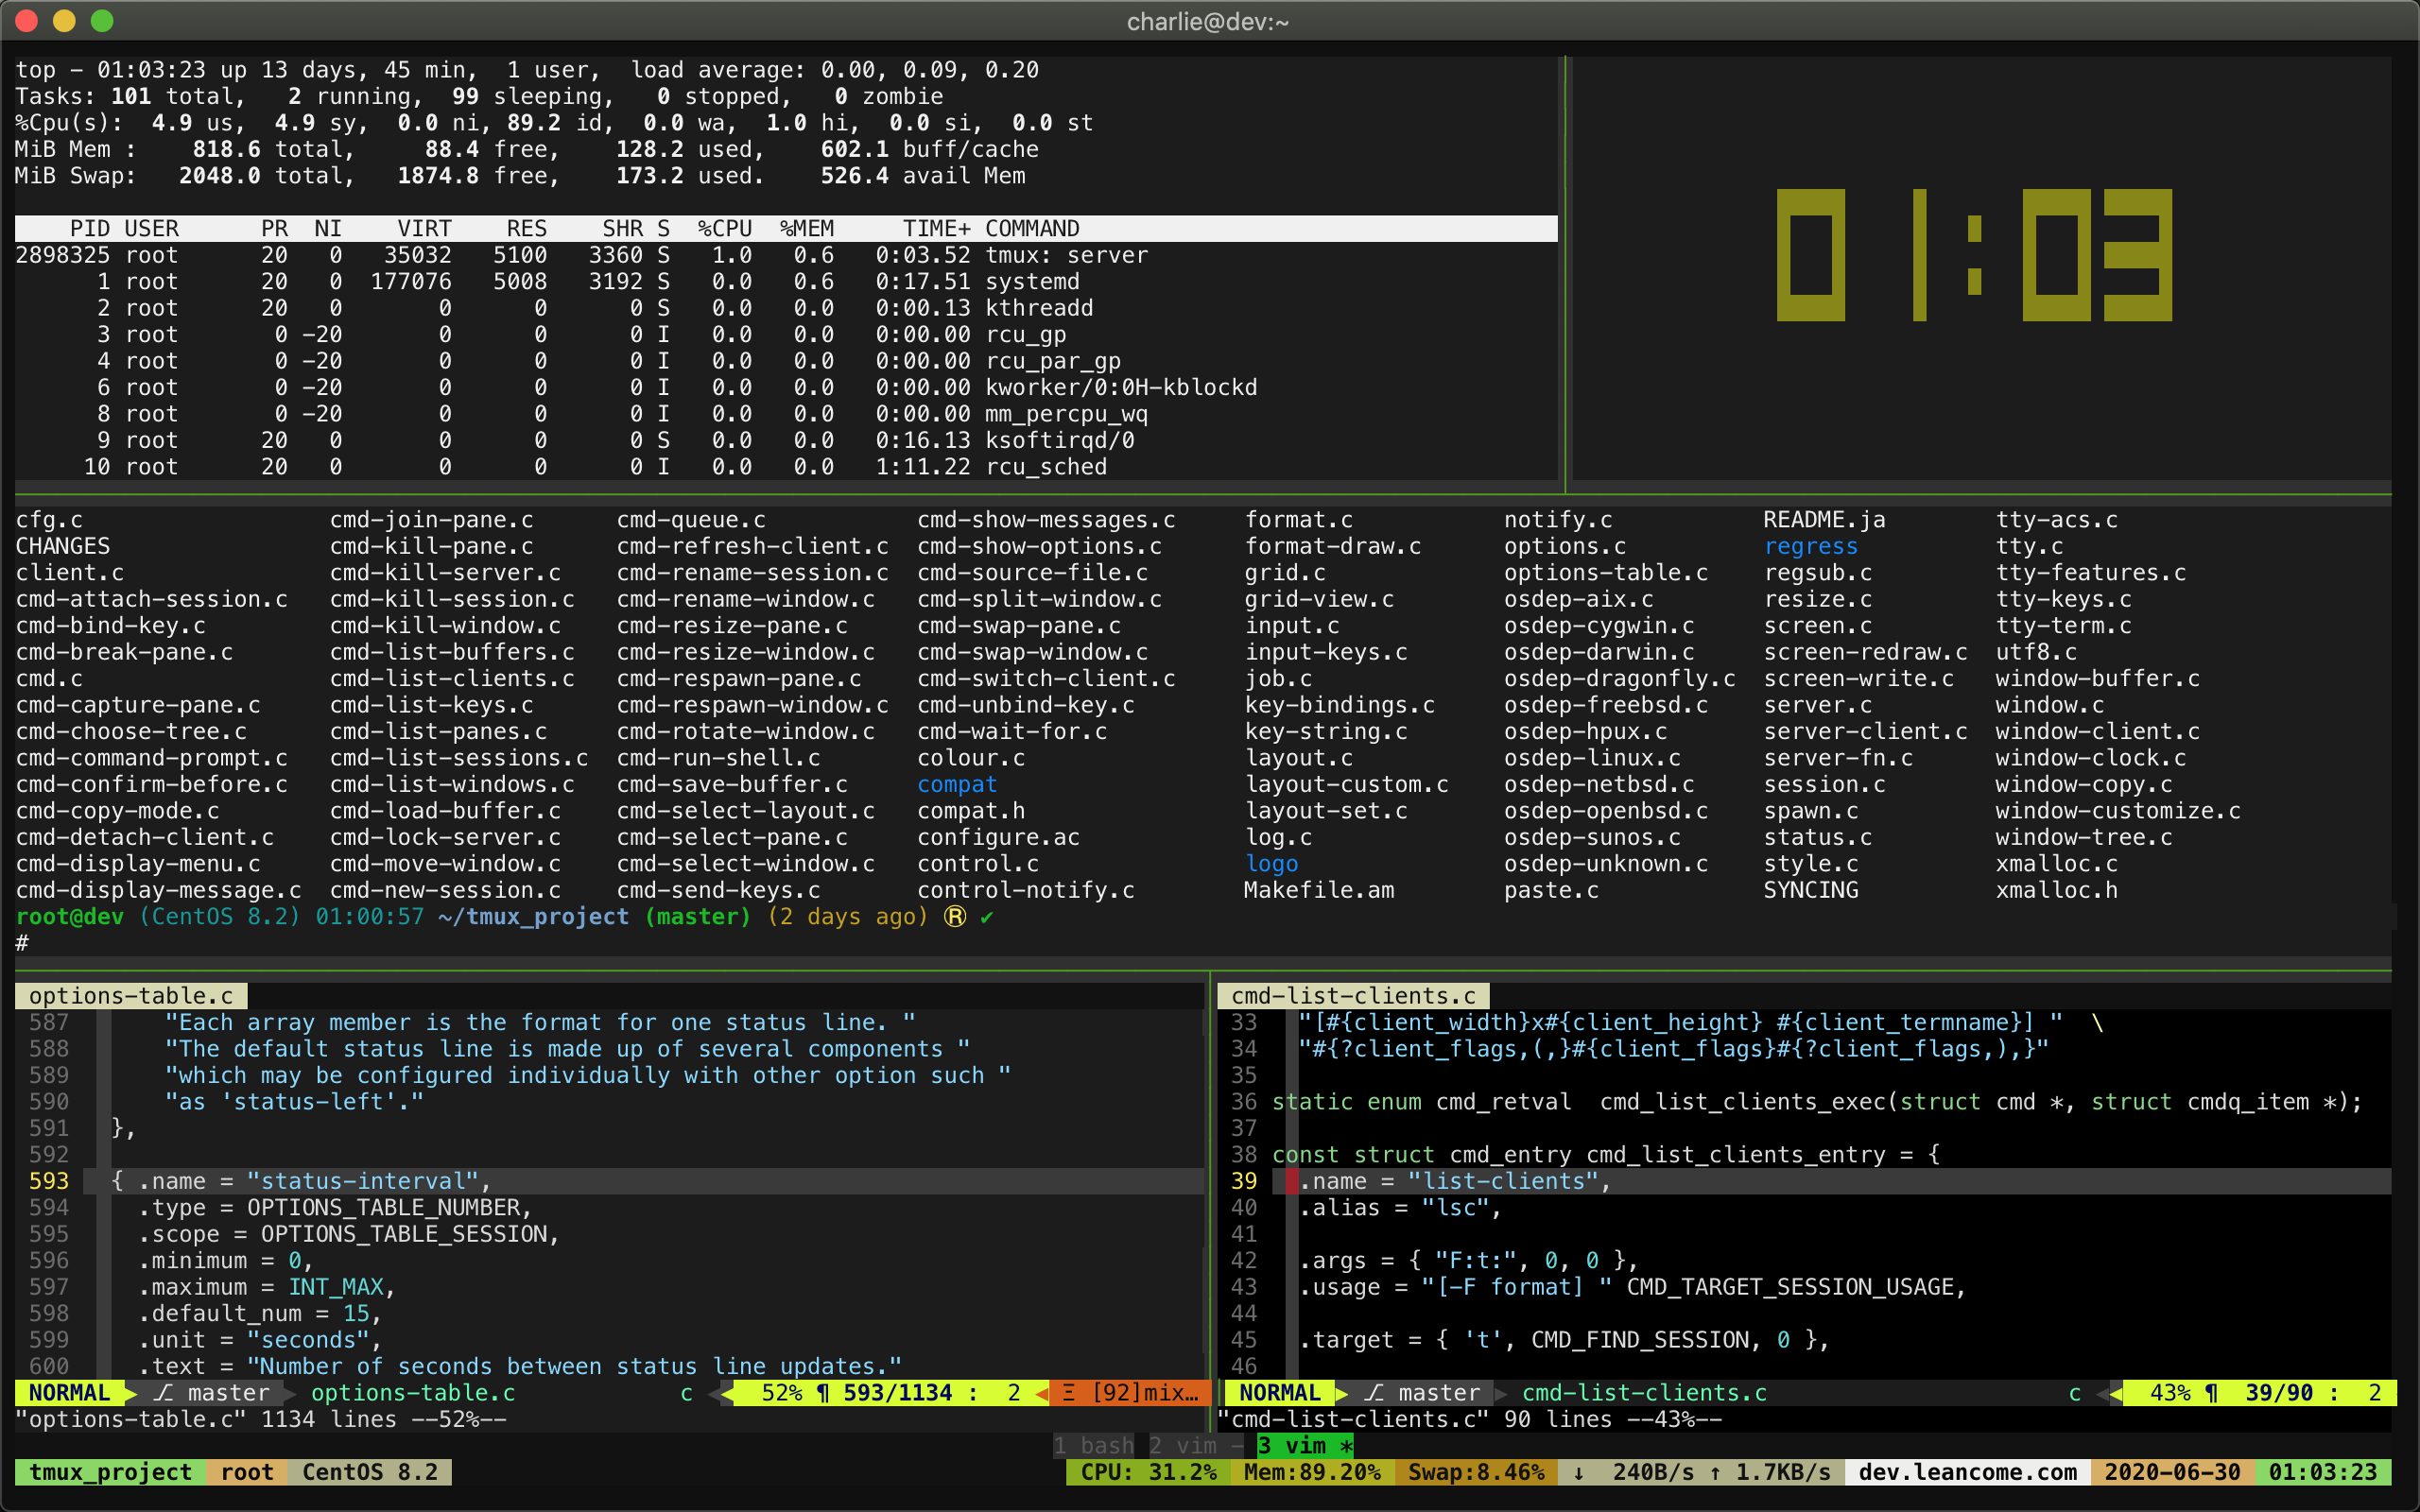 charlie@dev:~
top - 01:03:23 up 13 days, 45 min,  1 user,  load average: 0.00, 0.09, 0.20
Tasks: 101 total,   2 running,  99 sleeping,   0 stopped,   0 zombie
%Cpu(s):  4.9 us,  4.9 sy,  0.0 ni, 89.2 id,  0.0 wa,  1.0 hi,  0.0 si,  0.0 st
MiB Mem :    818.6 total,     88.4 free,    128.2 used,    602.1 buff/cache
MiB Swap:   2048.0 total,   1874.8 free,    173.2 used.    526.4 avail Mem
PID USER      PR  NI    VIRT    RES    SHR S  %CPU  %MEM     TIME+ COMMAND
2898325 root      20   0   35032   5100   3360 S   1.0   0.6   0:03.52 tmux: server
1 root      20   0  177076   5008   3192 S   0.0   0.6   0:17.51 systemd
2 root      20   0       0      0      0 S   0.0   0.0   0:00.13 kthreadd
3 root       0 -20       0      0      0 I   0.0   0.0   0:00.00 rcu_gp
4 root       0 -20       0      0      0 I   0.0   0.0   0:00.00 rcu_par_gp
6 root       0 -20       0      0      0 I   0.0   0.0   0:00.00 kworker/0:0H-kblockd
8 root       0 -20       0      0      0 I   0.0   0.0   0:00.00 mm_percpu_wq
9 root      20   0       0      0      0 S   0.0   0.0   0:16.13 ksoftirqd/0
10 root      20   0       0      0      0 I   0.0   0.0   1:11.22 rcu_sched
01:03
cfg.c cmd-join-pane.c cmd-queue.c cmd-show-messages.c format.c notify.c README.ja tty-acs.c
CHANGES cmd-kill-pane.c cmd-refresh-client.c cmd-show-options.c format-draw.c options.c regress tty.c
client.c cmd-kill-server.c cmd-rename-session.c cmd-source-file.c grid.c options-table.c regsub.c tty-features.c
cmd-attach-session.c cmd-kill-session.c cmd-rename-window.c cmd-split-window.c grid-view.c osdep-aix.c resize.c tty-keys.c
cmd-bind-key.c cmd-kill-window.c cmd-resize-pane.c cmd-swap-pane.c input.c osdep-cygwin.c screen.c tty-term.c
cmd-break-pane.c cmd-list-buffers.c cmd-resize-window.c cmd-swap-window.c input-keys.c osdep-darwin.c screen-redraw.c utf8.c
cmd.c cmd-list-clients.c cmd-respawn-pane.c cmd-switch-client.c job.c osdep-dragonfly.c screen-write.c window-buffer.c
cmd-capture-pane.c cmd-list-keys.c cmd-respawn-window.c cmd-unbind-key.c key-bindings.c osdep-freebsd.c server.c window.c
cmd-choose-tree.c cmd-list-panes.c cmd-rotate-window.c cmd-wait-for.c key-string.c osdep-hpux.c server-client.c window-client.c
cmd-command-prompt.c cmd-list-sessions.c cmd-run-shell.c colour.c layout.c osdep-linux.c server-fn.c window-clock.c
cmd-confirm-before.c cmd-list-windows.c cmd-save-buffer.c compat layout-custom.c osdep-netbsd.c session.c window-copy.c
cmd-copy-mode.c cmd-load-buffer.c cmd-select-layout.c compat.h layout-set.c osdep-openbsd.c spawn.c window-customize.c
cmd-detach-client.c cmd-lock-server.c cmd-select-pane.c configure.ac log.c osdep-sunos.c status.c window-tree.c
cmd-display-menu.c cmd-move-window.c cmd-select-window.c control.c logo osdep-unknown.c style.c xmalloc.c
cmd-display-message.c cmd-new-session.c cmd-send-keys.c control-notify.c Makefile.am paste.c SYNCING xmalloc.h
root@dev (CentOS 8.2) 01:00:57 ~/tmux_project (master) (2 days ago) Ⓡ ✔
#
options-table.c
587 "Each array member is the format for one status line. "
588 "The default status line is made up of several components "
589 "which may be configured individually with other option such "
590 "as 'status-left'."
591 },
592
593 { .name = "status-interval",
594 .type = OPTIONS_TABLE_NUMBER,
595 .scope = OPTIONS_TABLE_SESSION,
596 .minimum = 0,
597 .maximum = INT_MAX,
598 .default_num = 15,
599 .unit = "seconds",
600 .text = "Number of seconds between status line updates."
NORMAL ⎇ master options-table.c c 52% ¶ 593/1134 : 2 Ξ [92]mix…
"options-table.c" 1134 lines --52%--
cmd-list-clients.c
33 "[#{client_width}x#{client_height} #{client_termname}] " \
34 "#{?client_flags,(,}#{client_flags}#{?client_flags,),}"
35
36 static enum cmd_retval  cmd_list_clients_exec(struct cmd *, struct cmdq_item *);
37
38 const struct cmd_entry cmd_list_clients_entry = {
39 .name = "list-clients",
40 .alias = "lsc",
41
42 .args = { "F:t:", 0, 0 },
43 .usage = "[-F format] " CMD_TARGET_SESSION_USAGE,
44
45 .target = { 't', CMD_FIND_SESSION, 0 },
46
NORMAL ⎇ master cmd-list-clients.c c 43% ¶ 39/90 : 2
"cmd-list-clients.c" 90 lines --43%--
1 bash 2 vim - 3 vim *
tmux_project root CentOS 8.2 CPU: 31.2% Mem:89.20% Swap:8.46% ↓ 240B/s ↑ 1.7KB/s dev.leancome.com 2020-06-30 01:03:23